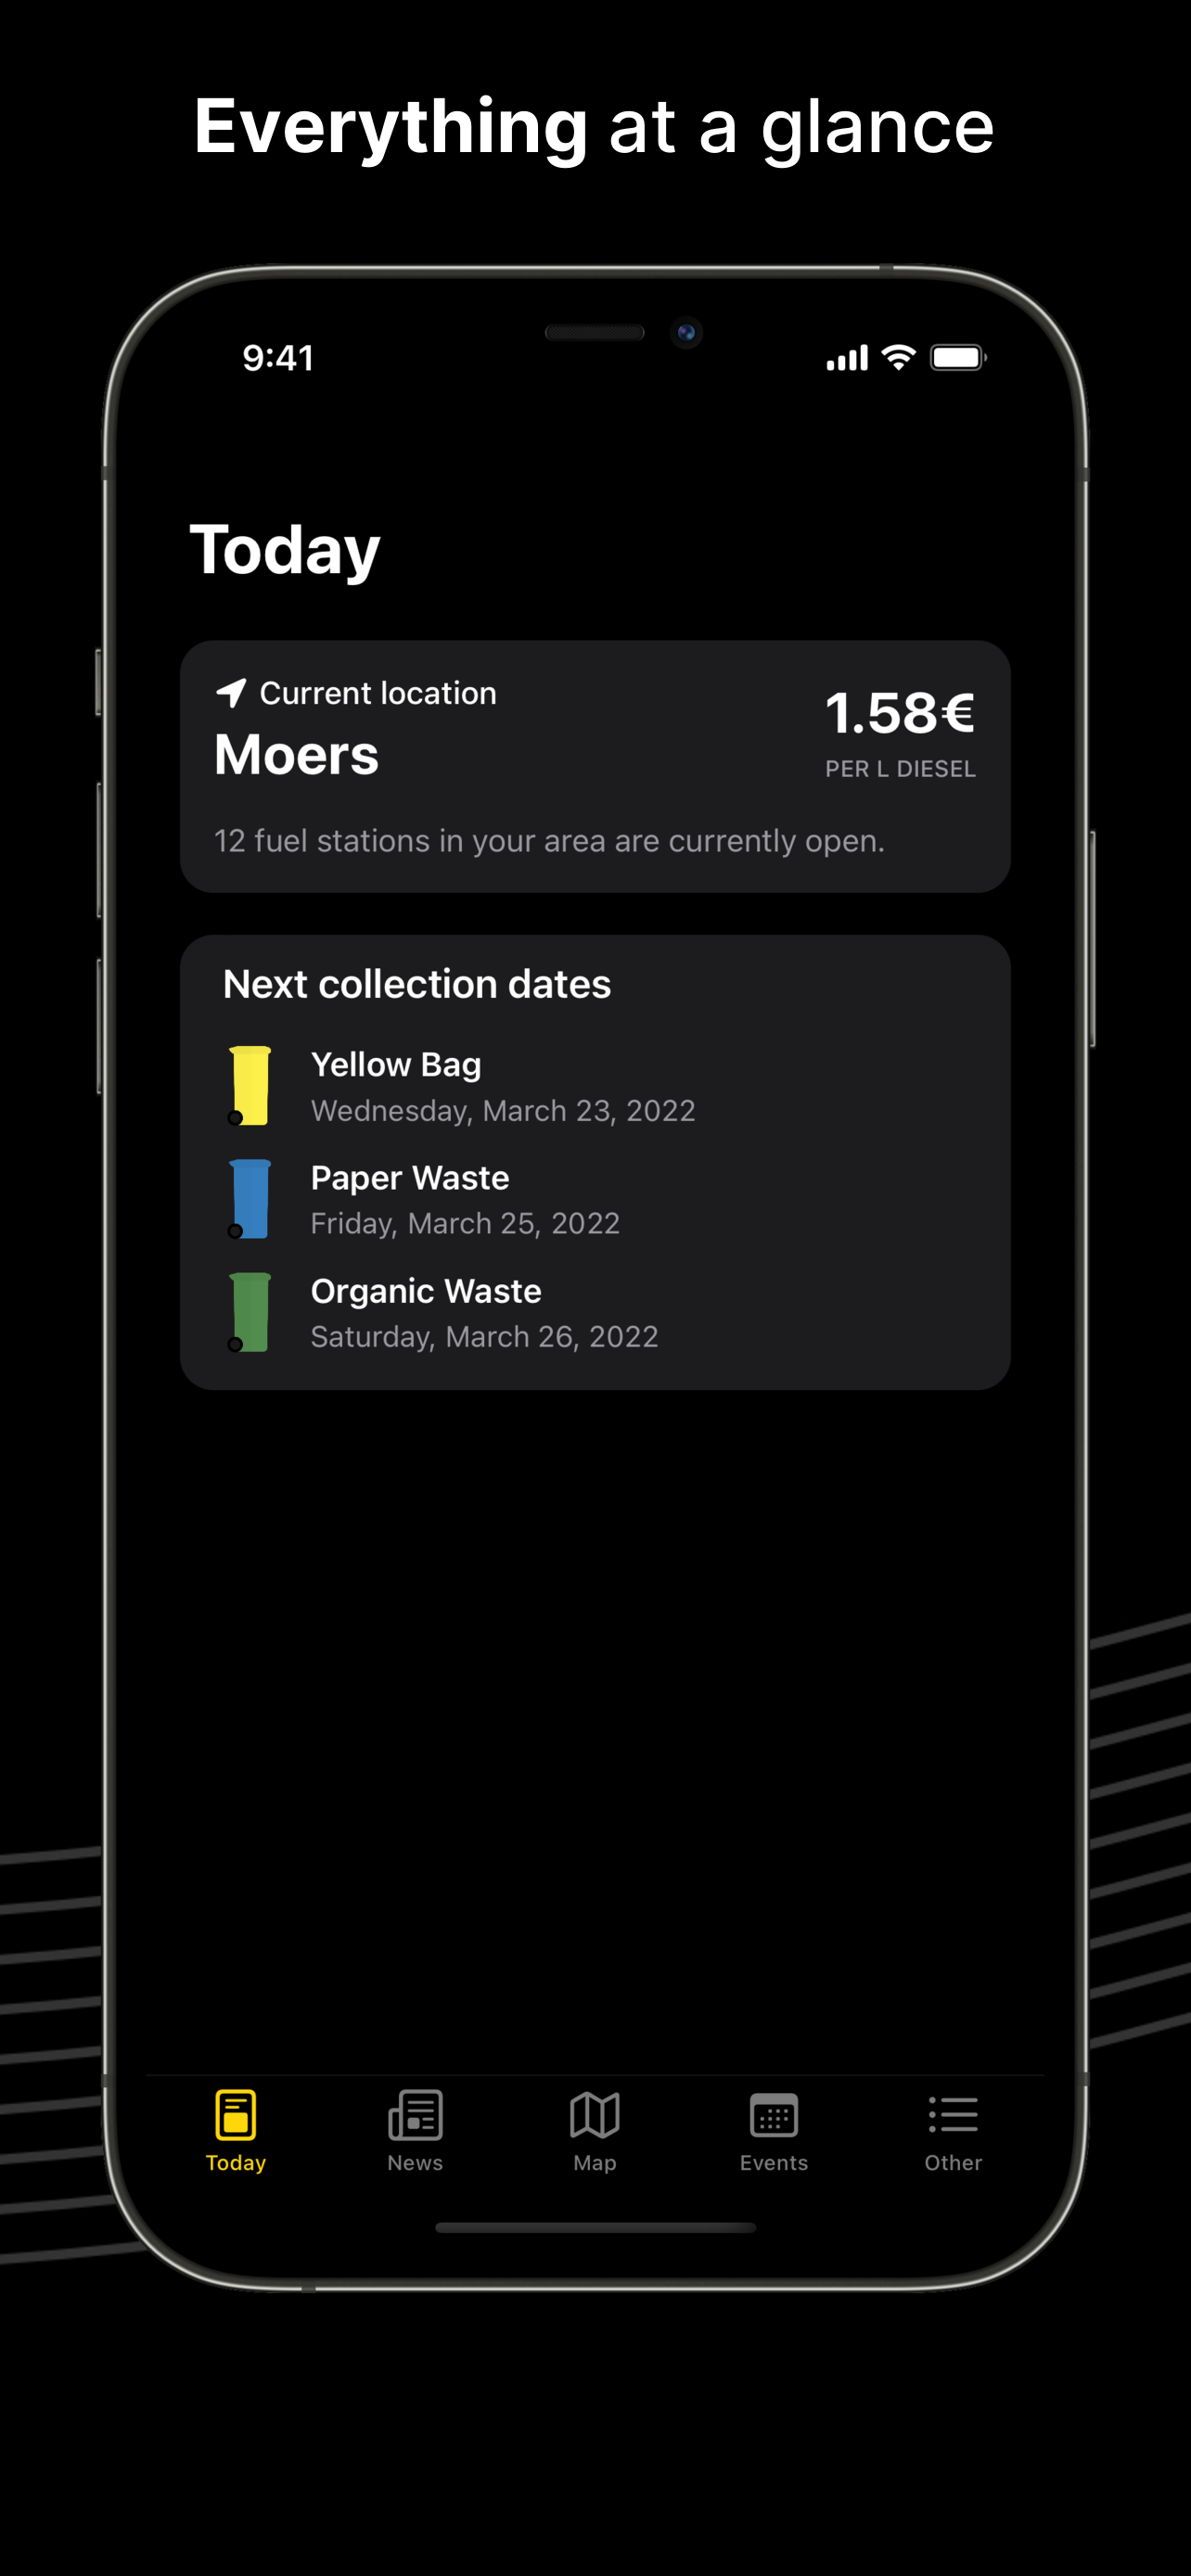 Everything at a glance
9:41
Today
Current location
Moers
1.58€
PER L DIESEL
12 fuel stations in your area are currently open.
Next collection dates
Yellow Bag
Wednesday, March 23, 2022
Paper Waste
Friday, March 25, 2022
Organic Waste
Saturday, March 26, 2022
Today News Map Events Other